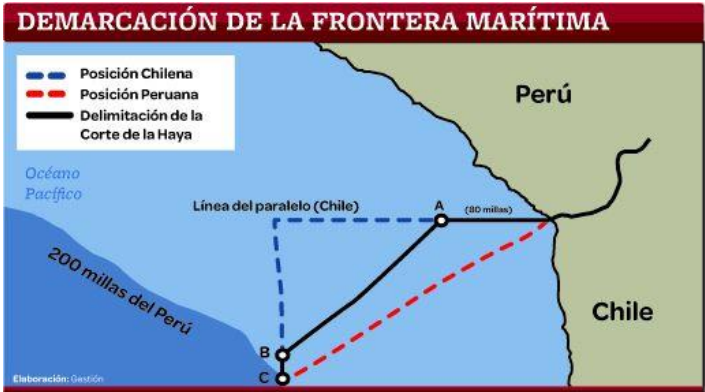 DEMARCACIÓN DE LA FRONTERA MARÍTIMA
Posición Chilena
Posición Peruana
Delimitación de la
Corte de la Haya
Perú
Océano
Pacífico
Línea del paralelo (Chile)
A
(80 millas)
200 millas del Perú
Chile
B
C
Elaboración: Gestión